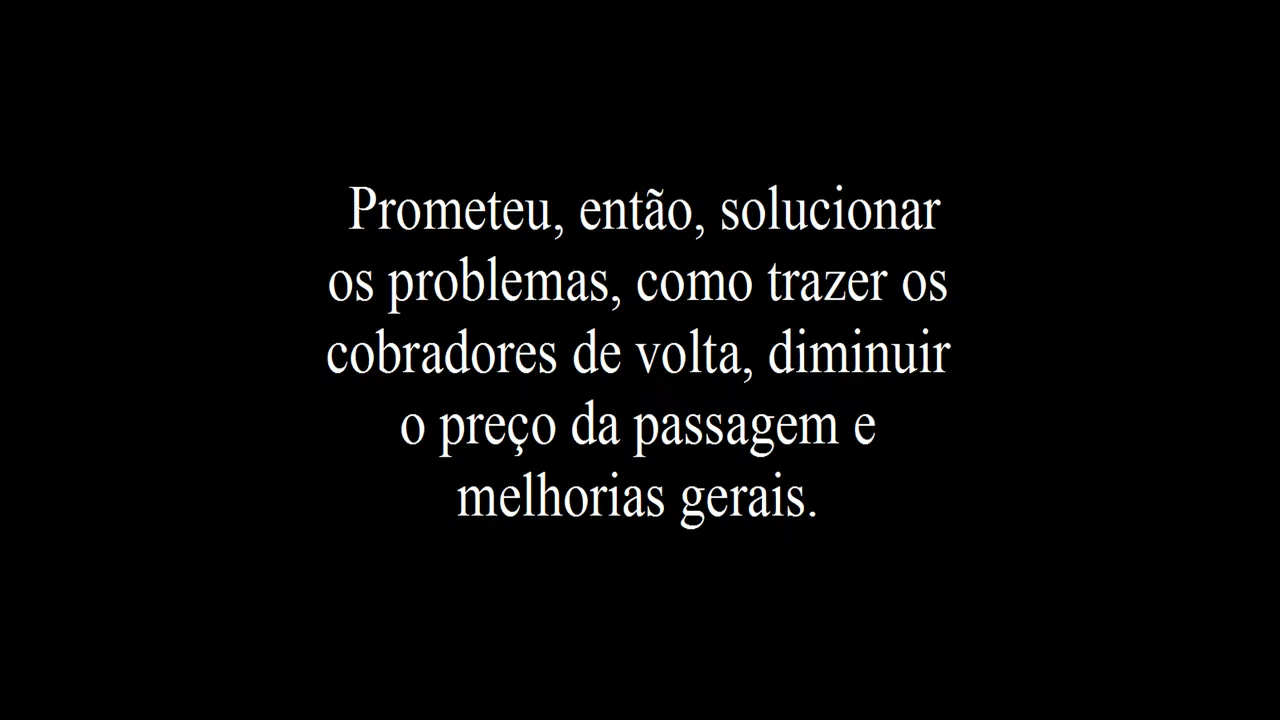 Prometeu, então, solucionar
os problemas, como trazer os
cobradores de volta, diminuir
o preço da passagem e
melhorias gerais.